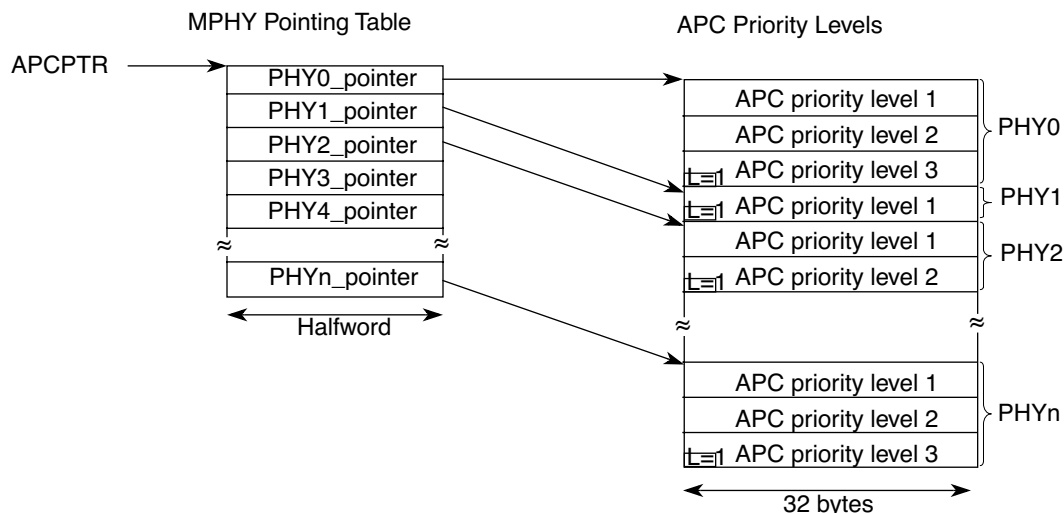 MPHY Pointing Table
APC Priority Levels
APCPTR
PHY0_pointer
PHY1_pointer
PHY2_pointer
PHY3_pointer
PHY4_pointer
≈ ≈
PHYn_pointer
Halfword
APC priority level 1
APC priority level 2
L=1 APC priority level 3
PHY0
L=1 APC priority level 1
PHY1
APC priority level 1
L=1 APC priority level 2
PHY2
≈ ≈
APC priority level 1
APC priority level 2
L=1 APC priority level 3
PHYn
32 bytes